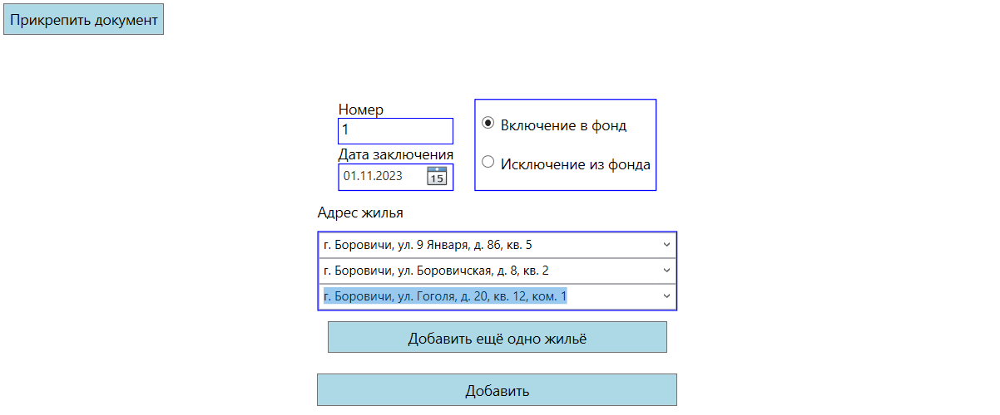 Прикрепить документ
Номер
1
Дата заключения
01.11.2023
15
Включение в фонд
Исключение из фонда
Адрес жилья
г. Боровичи, ул. 9 Января, д. 86, кв. 5
г. Боровичи, ул. Боровичская, д. 8, кв. 2
г. Боровичи, ул. Гоголя, д. 20, кв. 12, ком. 1
Добавить ещё одно жильё
Добавить